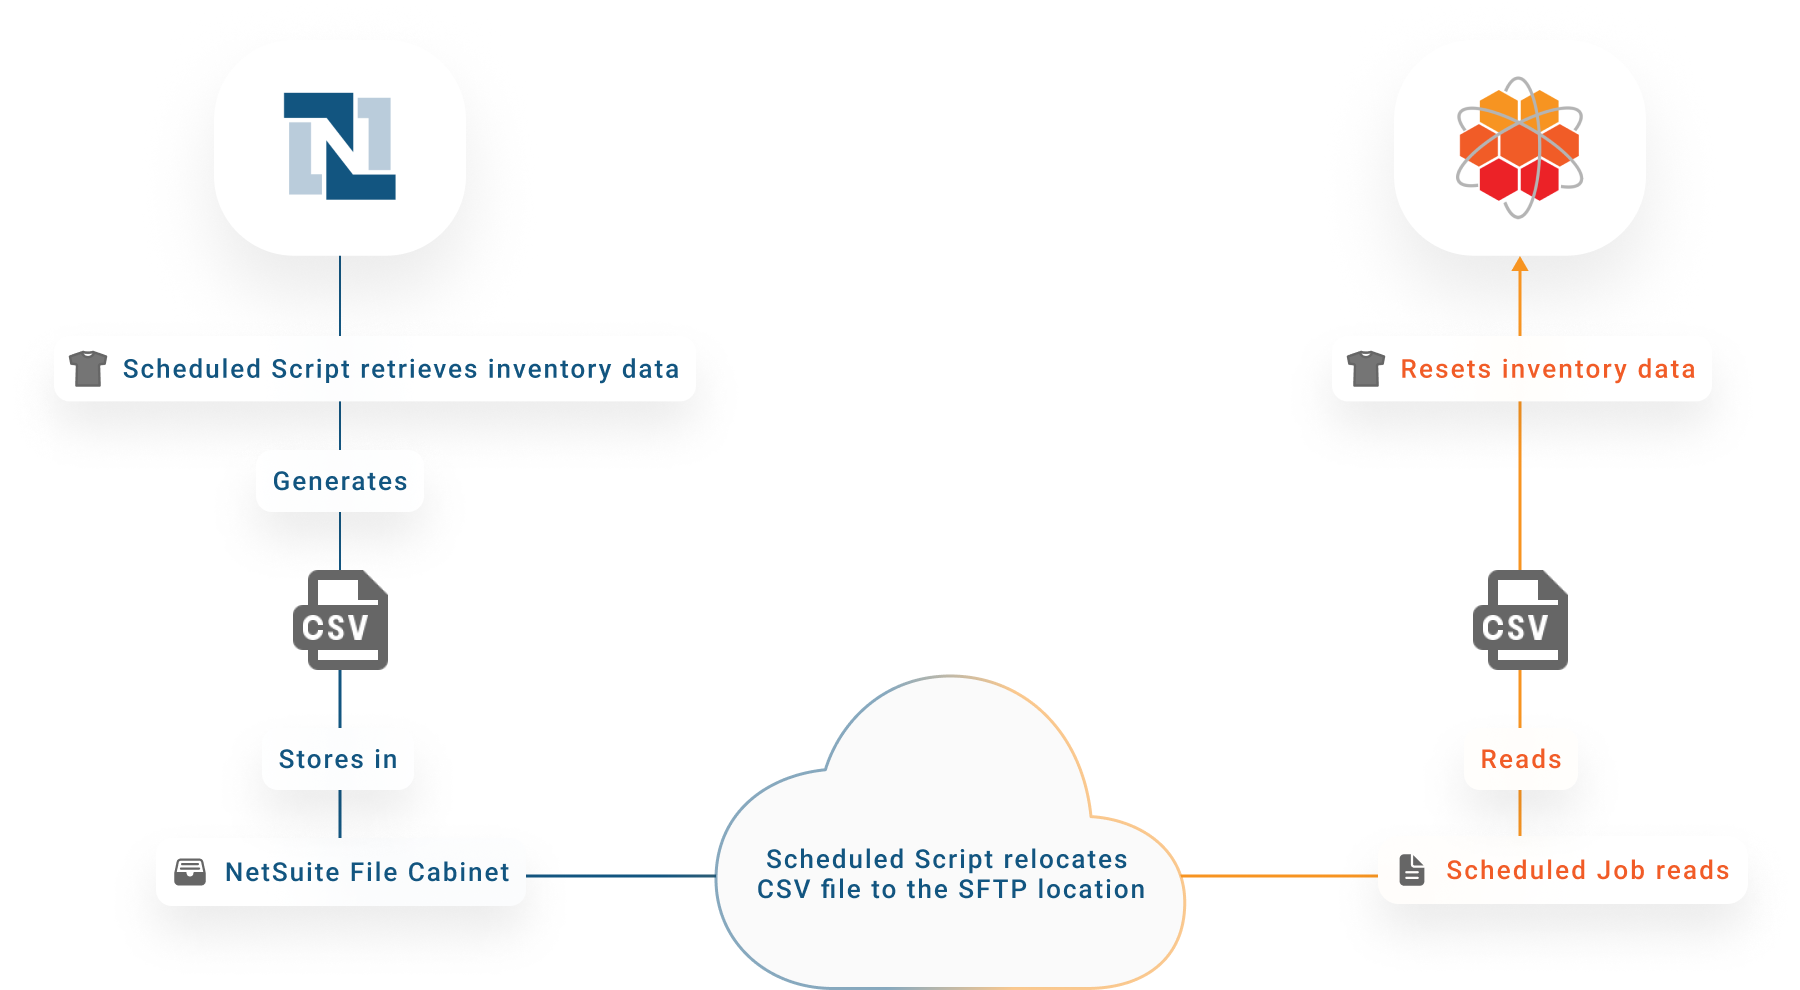 N
Scheduled Script retrieves inventory data
Generates
CSV
Stores in
NetSuite File Cabinet
Scheduled Script relocates
CSV file to the SFTP location
Resets inventory data
CSV
Reads
Scheduled Job reads